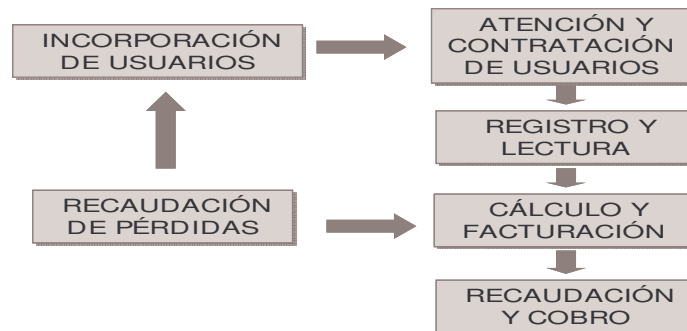 INCORPORACIÓN
DE USUARIOS
ATENCIÓN Y
CONTRATACIÓN
DE USUARIOS
REGISTRO Y
LECTURA
RECAUDACIÓN
DE PÉRDIDAS
CÁLCULO Y
FACTURACIÓN
RECAUDACIÓN
Y COBRO